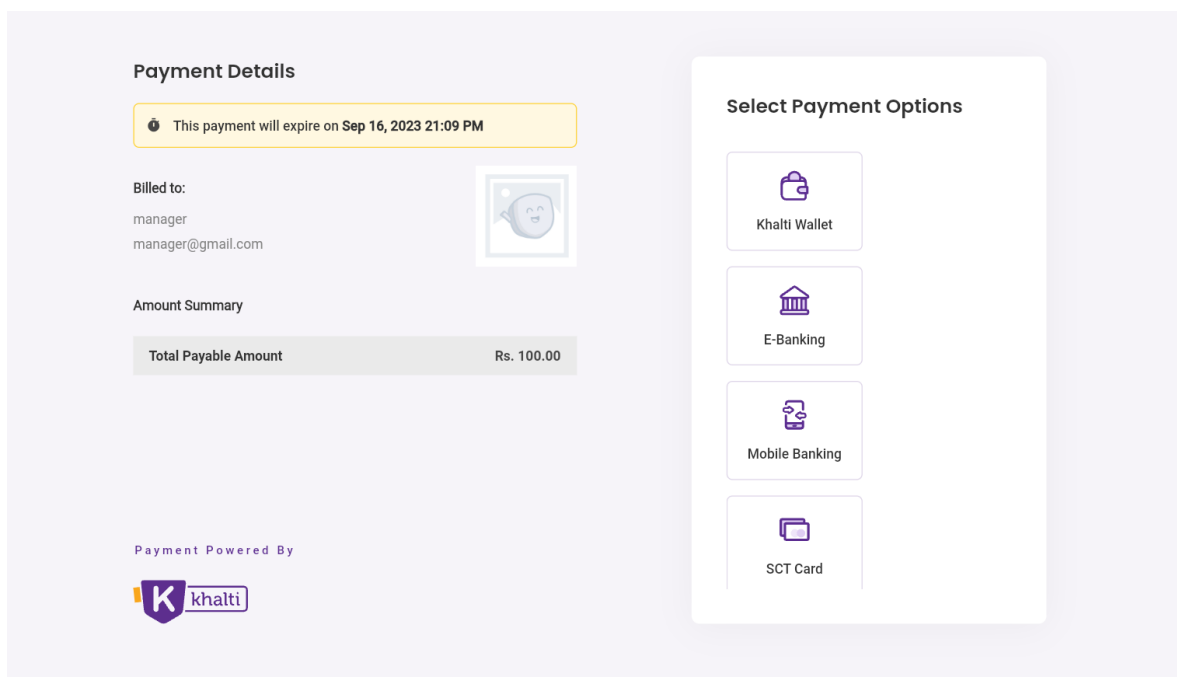 Payment Details
This payment will expire on Sep 16, 2023 21:09 PM
Billed to:
manager
manager@gmail.com
Amount Summary
Total Payable Amount Rs. 100.00
Payment Powered By
K khalti
Select Payment Options
Khalti Wallet
E-Banking
Mobile Banking
SCT Card